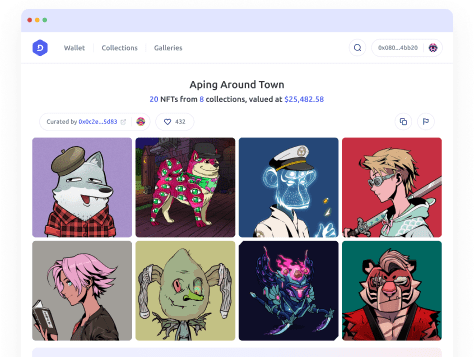 Wallet Collections Galleries 0x080...4bb20
Aping Around Town
20 NFTs from 8 collections, valued at $25,482.58
Curated by 0x0c2e...5d83 432